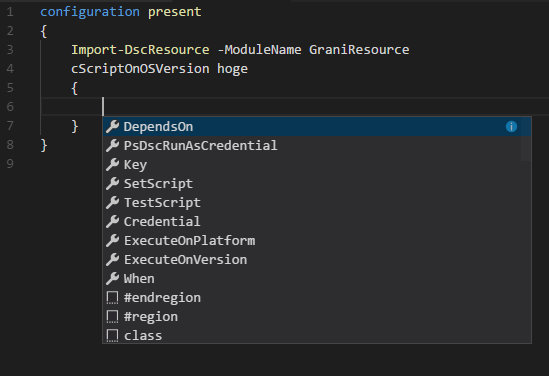 1 configuration present
2 {
3 Import-DscResource -ModuleName GraniResource
4 cScriptOnOSVersion hoge
5 {
6
7 }
8 }
9
DependsOn
PsDscRunAsCredential
Key
SetScript
TestScript
Credential
ExecuteOnPlatform
ExecuteOnVersion
When
#endregion
#region
class